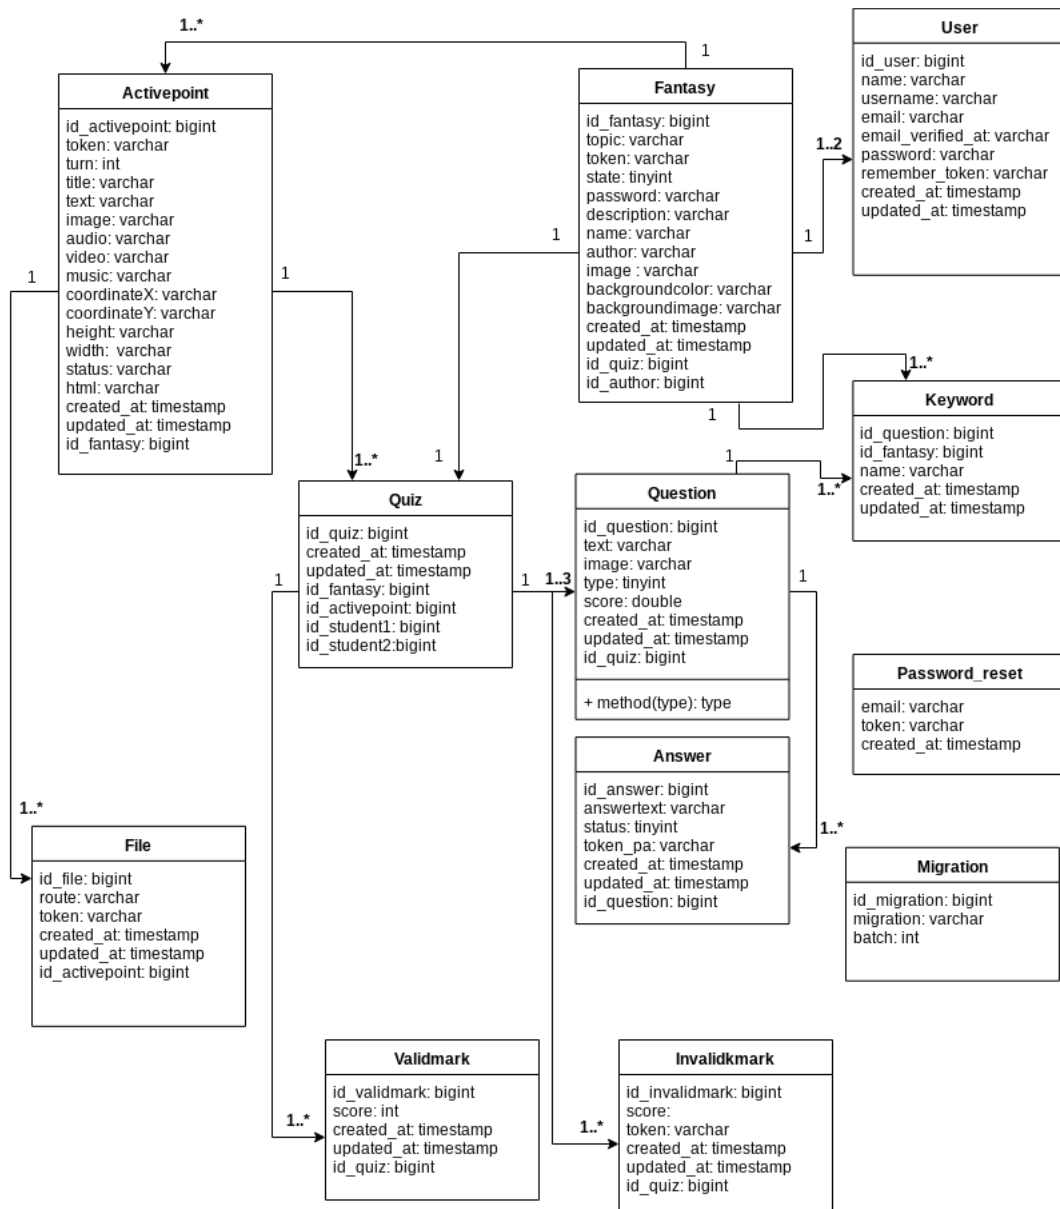 1..*
1
Activepoint
id_activepoint: bigint
token: varchar
turn: int
title: varchar
text: varchar
image: varchar
audio: varchar
video: varchar
music: varchar
coordinateX: varchar
coordinateY: varchar
height: varchar
width:  varchar
status: varchar
html: varchar
created_at: timestamp
updated_at: timestamp
id_fantasy: bigint
1
1
1..*
Fantasy
id_fantasy: bigint
topic: varchar
token: varchar
state: tinyint
password: varchar
description: varchar
name: varchar
author: varchar
image : varchar
backgroundcolor: varchar
backgroundimage: varchar
created_at: timestamp
updated_at: timestamp
id_quiz: bigint
id_author: bigint
1
1
1..2
1
1
User
id_user: bigint
name: varchar
username: varchar
email: varchar
email_verified_at: varchar
password: varchar
remember_token: varchar
created_at: timestamp
updated_at: timestamp
1..*
Keyword
id_question: bigint
id_fantasy: bigint
name: varchar
created_at: timestamp
updated_at: timestamp
1
1..*
Quiz
id_quiz: bigint
created_at: timestamp
updated_at: timestamp
id_fantasy: bigint
id_activepoint: bigint
id_student1: bigint
id_student2:bigint
1
1
1..3
Question
id_question: bigint
text: varchar
image: varchar
type: tinyint
score: double
created_at: timestamp
updated_at: timestamp
id_quiz: bigint
+ method(type): type
1
Password_reset
email: varchar
token: varchar
created_at: timestamp
Answer
id_answer: bigint
answertext: varchar
status: tinyint
token_pa: varchar
created_at: timestamp
updated_at: timestamp
id_question: bigint
1..*
Migration
id_migration: bigint
migration: varchar
batch: int
1..*
File
id_file: bigint
route: varchar
token: varchar
created_at: timestamp
updated_at: timestamp
id_activepoint: bigint
1..*
Validmark
id_validmark: bigint
score: int
created_at: timestamp
updated_at: timestamp
id_quiz: bigint
1..*
Invalidkmark
id_invalidmark: bigint
score:
token: varchar
created_at: timestamp
updated_at: timestamp
id_quiz: bigint